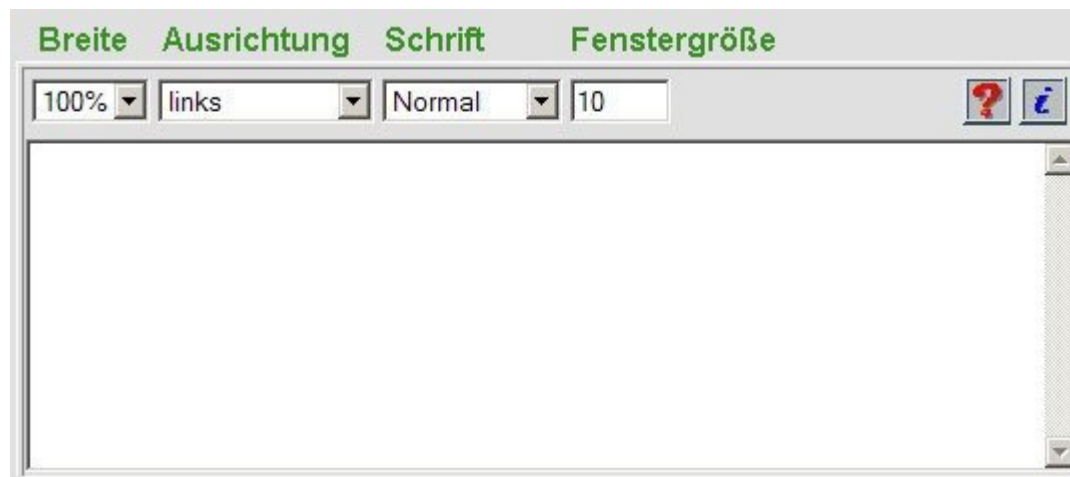 Breite Ausrichtung Schrift Fenstergröße
100% links Normal 10 ? i